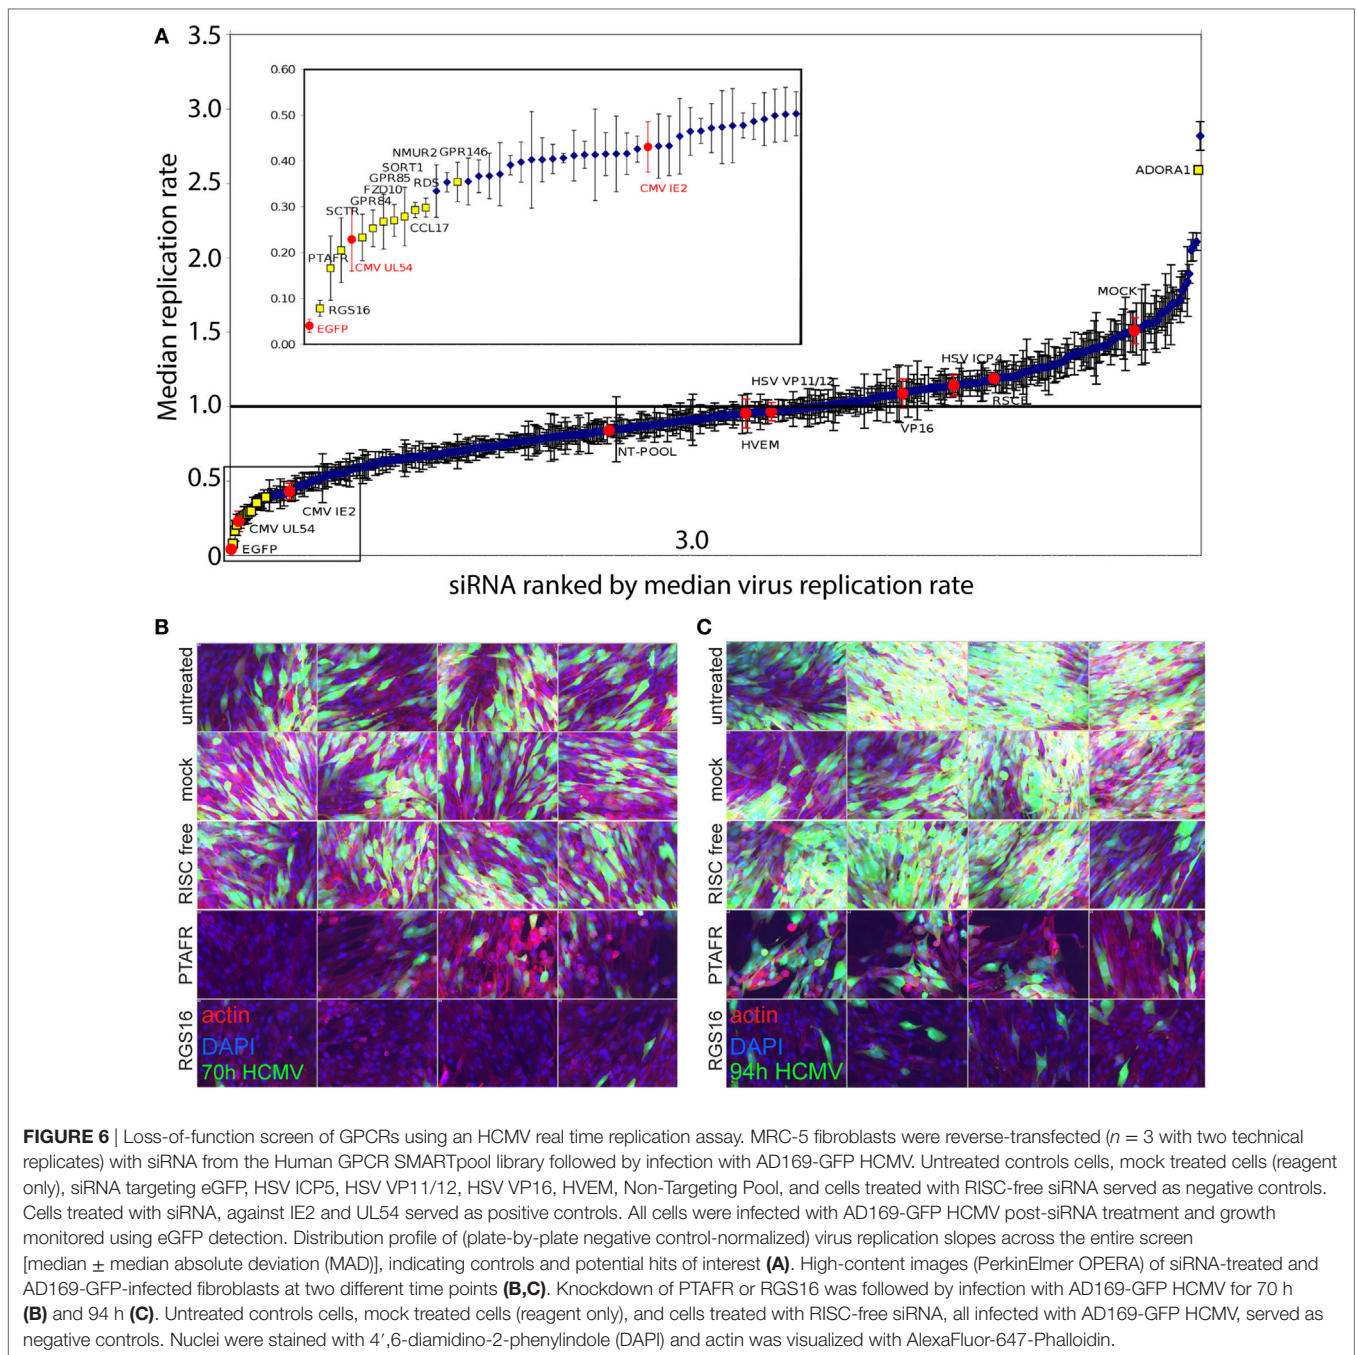 A
3.5
3.0
2.5
2.0
1.5
1.0
0.5
0
Median replication rate
0.60
0.50
0.40
0.30
0.20
0.10
0.00
NMUR2 GPR146
SORT1
GPR85 RDS
FZD10
GPR84
SCTR
CCL17
PTAFR
CMV UL54
RGS16
EGFP
CMV IE2
ADORA1
MOCK
HSV ICP4
RSCF
HSV VP11/12
VP16
HVEM
NT-POOL
CMV IE2
CMV UL54
EGFP
3.0
siRNA ranked by median virus replication rate
B
untreated
mock
RISC free
PTAFR
RGS16
actin
DAPI
70h HCMV
C
untreated
mock
RISC free
PTAFR
RGS16
actin
DAPI
94h HCMV
FIGURE 6 | Loss-of-function screen of GPCRs using an HCMV real time replication assay. MRC-5 fibroblasts were reverse-transfected (n = 3 with two technical
replicates) with siRNA from the Human GPCR SMARTpool library followed by infection with AD169-GFP HCMV. Untreated controls cells, mock treated cells (reagent
only), siRNA targeting eGFP, HSV ICP5, HSV VP11/12, HSV VP16, HVEM, Non-Targeting Pool, and cells treated with RISC-free siRNA served as negative controls.
Cells treated with siRNA, against IE2 and UL54 served as positive controls. All cells were infected with AD169-GFP HCMV post-siRNA treatment and growth
monitored using eGFP detection. Distribution profile of (plate-by-plate negative control-normalized) virus replication slopes across the entire screen
[median ± median absolute deviation (MAD)], indicating controls and potential hits of interest (A). High-content images (PerkinElmer OPERA) of siRNA-treated and
AD169-GFP-infected fibroblasts at two different time points (B,C). Knockdown of PTAFR or RGS16 was followed by infection with AD169-GFP HCMV for 70 h
(B) and 94 h (C). Untreated controls cells, mock treated cells (reagent only), and cells treated with RISC-free siRNA, all infected with AD169-GFP HCMV, served as
negative controls. Nuclei were stained with 4′,6-diamidino-2-phenylindole (DAPI) and actin was visualized with AlexaFluor-647-Phalloidin.